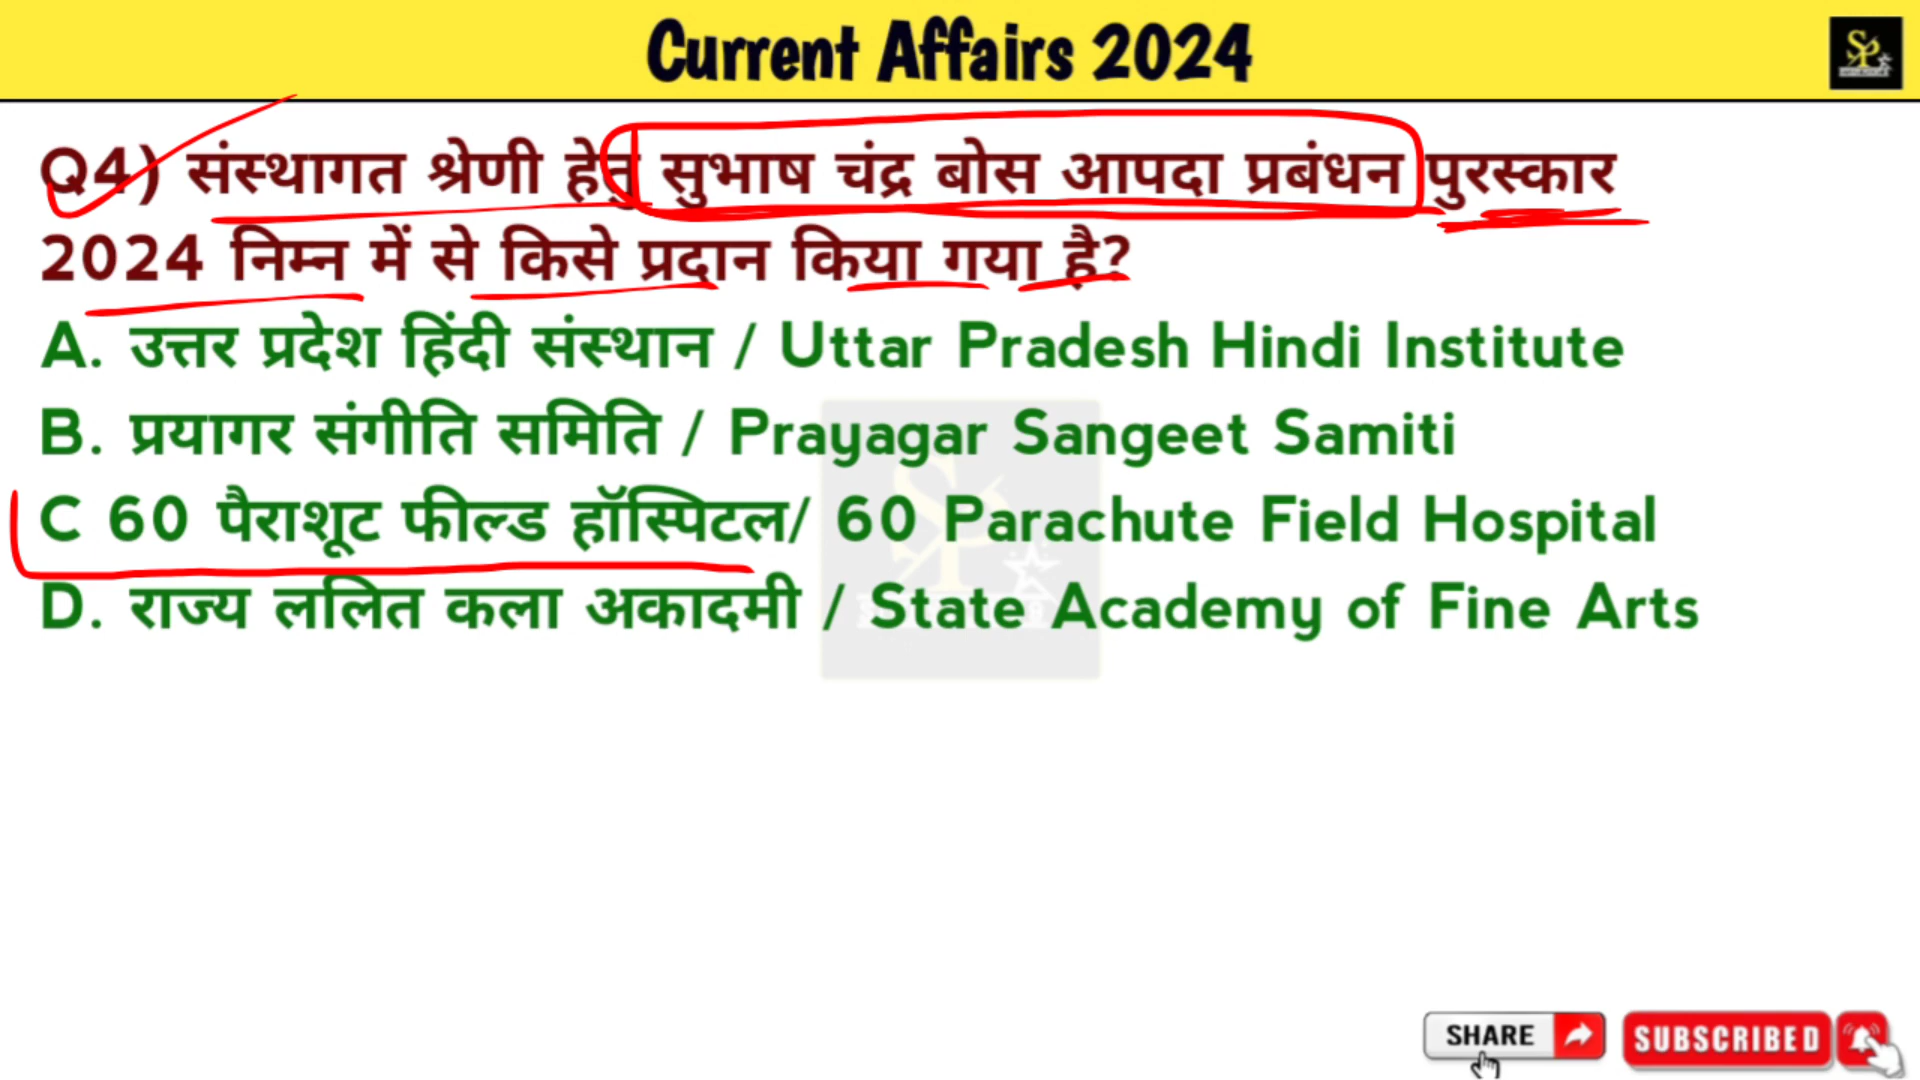 Current Affairs 2024
Q4) संस्थागत श्रेणी हेतु सुभाष चंद्र बोस आपदा प्रबंधन पुरस्कार
2024 निम्न में से किसे प्रदान किया गया है?
A. उत्तर प्रदेश हिंदी संस्थान / Uttar Pradesh Hindi Institute
B. प्रयागर संगीति समिति / Prayagar Sangeet Samiti
C 60 पैराशूट फील्ड हॉस्पिटल/ 60 Parachute Field Hospital
D. राज्य ललित कला अकादमी / State Academy of Fine Arts
SHARE
SUBSCRIBED